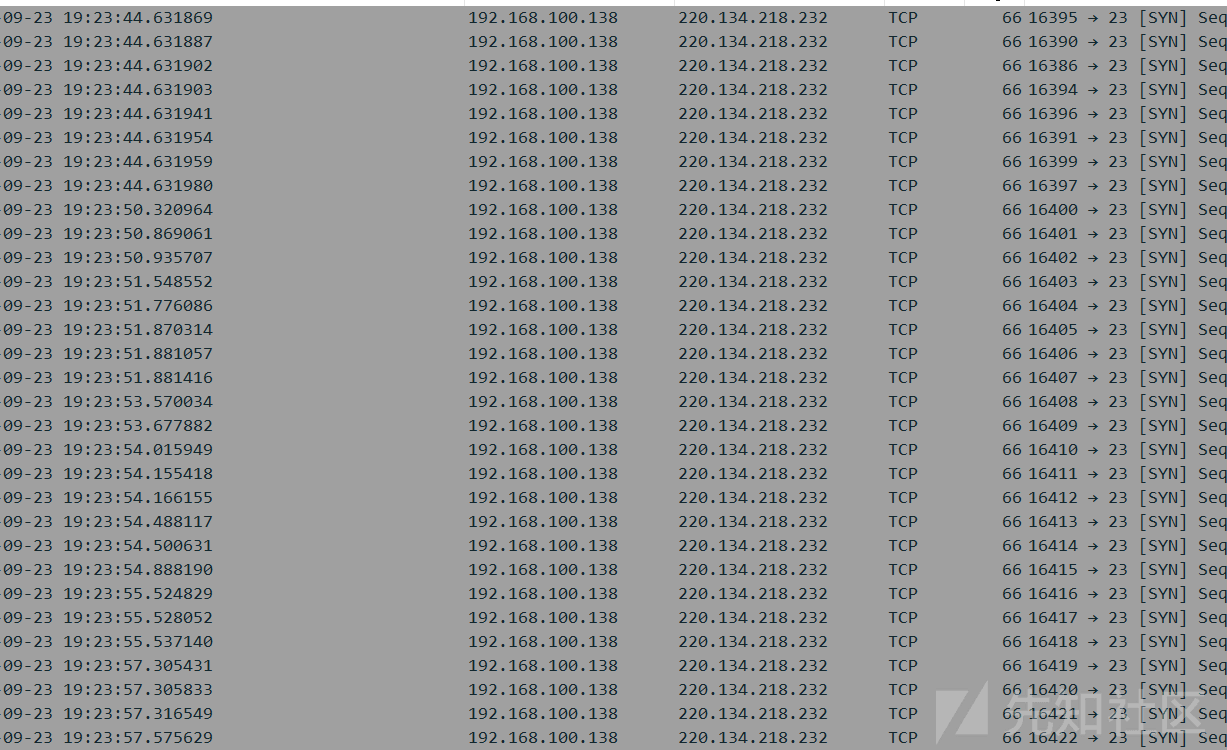 -09-23 19:23:44.631869 192.168.100.138 220.134.218.232 TCP 66 16395 → 23 [SYN] Seq
-09-23 19:23:44.631887 192.168.100.138 220.134.218.232 TCP 66 16390 → 23 [SYN] Seq
-09-23 19:23:44.631902 192.168.100.138 220.134.218.232 TCP 66 16386 → 23 [SYN] Seq
-09-23 19:23:44.631903 192.168.100.138 220.134.218.232 TCP 66 16394 → 23 [SYN] Seq
-09-23 19:23:44.631941 192.168.100.138 220.134.218.232 TCP 66 16396 → 23 [SYN] Seq
-09-23 19:23:44.631954 192.168.100.138 220.134.218.232 TCP 66 16391 → 23 [SYN] Seq
-09-23 19:23:44.631959 192.168.100.138 220.134.218.232 TCP 66 16399 → 23 [SYN] Seq
-09-23 19:23:44.631980 192.168.100.138 220.134.218.232 TCP 66 16397 → 23 [SYN] Seq
-09-23 19:23:50.320964 192.168.100.138 220.134.218.232 TCP 66 16400 → 23 [SYN] Seq
-09-23 19:23:50.869061 192.168.100.138 220.134.218.232 TCP 66 16401 → 23 [SYN] Seq
-09-23 19:23:50.935707 192.168.100.138 220.134.218.232 TCP 66 16402 → 23 [SYN] Seq
-09-23 19:23:51.548552 192.168.100.138 220.134.218.232 TCP 66 16403 → 23 [SYN] Seq
-09-23 19:23:51.776086 192.168.100.138 220.134.218.232 TCP 66 16404 → 23 [SYN] Seq
-09-23 19:23:51.870314 192.168.100.138 220.134.218.232 TCP 66 16405 → 23 [SYN] Seq
-09-23 19:23:51.881057 192.168.100.138 220.134.218.232 TCP 66 16406 → 23 [SYN] Seq
-09-23 19:23:51.881416 192.168.100.138 220.134.218.232 TCP 66 16407 → 23 [SYN] Seq
-09-23 19:23:53.570034 192.168.100.138 220.134.218.232 TCP 66 16408 → 23 [SYN] Seq
-09-23 19:23:53.677882 192.168.100.138 220.134.218.232 TCP 66 16409 → 23 [SYN] Seq
-09-23 19:23:54.015949 192.168.100.138 220.134.218.232 TCP 66 16410 → 23 [SYN] Seq
-09-23 19:23:54.155418 192.168.100.138 220.134.218.232 TCP 66 16411 → 23 [SYN] Seq
-09-23 19:23:54.166155 192.168.100.138 220.134.218.232 TCP 66 16412 → 23 [SYN] Seq
-09-23 19:23:54.488117 192.168.100.138 220.134.218.232 TCP 66 16413 → 23 [SYN] Seq
-09-23 19:23:54.500631 192.168.100.138 220.134.218.232 TCP 66 16414 → 23 [SYN] Seq
-09-23 19:23:54.888190 192.168.100.138 220.134.218.232 TCP 66 16415 → 23 [SYN] Seq
-09-23 19:23:55.524829 192.168.100.138 220.134.218.232 TCP 66 16416 → 23 [SYN] Seq
-09-23 19:23:55.528052 192.168.100.138 220.134.218.232 TCP 66 16417 → 23 [SYN] Seq
-09-23 19:23:55.537140 192.168.100.138 220.134.218.232 TCP 66 16418 → 23 [SYN] Seq
-09-23 19:23:57.305431 192.168.100.138 220.134.218.232 TCP 66 16419 → 23 [SYN] Seq
-09-23 19:23:57.305833 192.168.100.138 220.134.218.232 TCP 66 16420 → 23 [SYN] Seq
-09-23 19:23:57.316549 192.168.100.138 220.134.218.232 TCP 66 16421 → 23 [SYN] Seq
-09-23 19:23:57.575629 192.168.100.138 220.134.218.232 TCP 66 16422 → 23 [SYN] Seq
先知社区